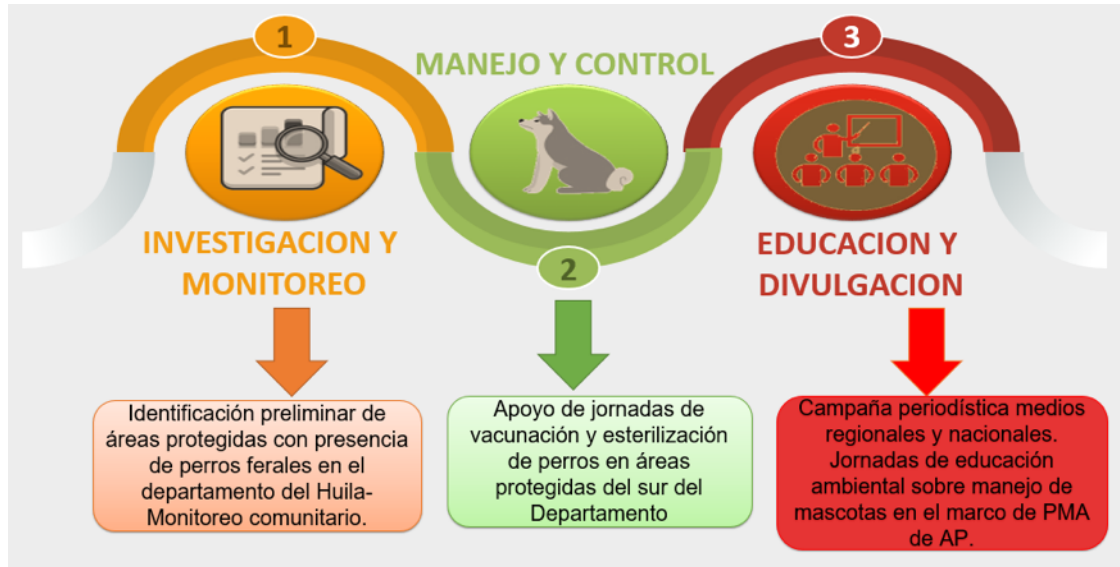 1
INVESTIGACION Y
MONITOREO
Identificación preliminar de
áreas protegidas con presencia
de perros ferales en el
departamento del Huila-
Monitoreo comunitario.
MANEJO Y CONTROL
2
Apoyo de jornadas de
vacunación y esterilización
de perros en áreas
protegidas del sur del
Departamento
3
EDUCACION Y
DIVULGACION
Campaña periodística medios
regionales y nacionales.
Jornadas de educación
ambiental sobre manejo de
mascotas en el marco de PMA
de AP.